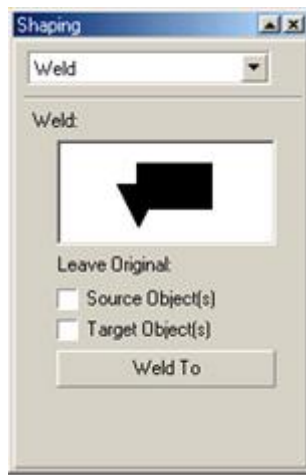 Shaping
Weld
Weld:
Leave Original:
Source Object(s)
Target Object(s)
Weld To